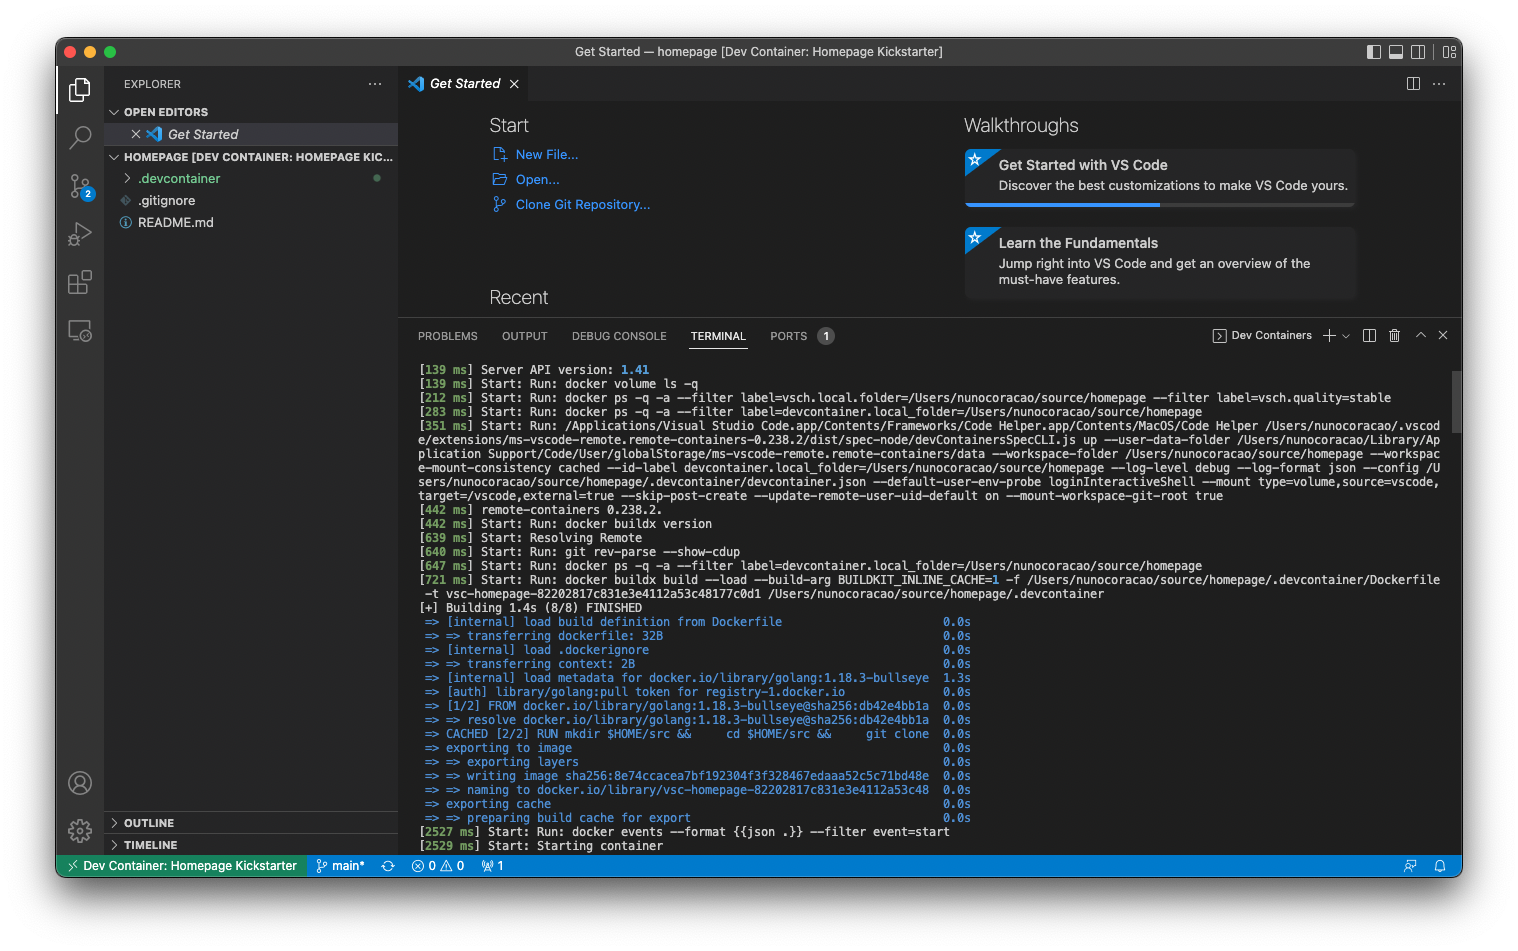 Get Started — homepage [Dev Container: Homepage Kickstarter]
EXPLORER
OPEN EDITORS
Get Started
HOMEPAGE [DEV CONTAINER: HOMEPAGE KIC...
.devcontainer
.gitignore
README.md
2
OUTLINE
TIMELINE
Get Started
Start
New File...
Open...
Clone Git Repository...
Recent
Walkthroughs
Get Started with VS Code
Discover the best customizations to make VS Code yours.
Learn the Fundamentals
Jump right into VS Code and get an overview of the
must-have features.
PROBLEMS OUTPUT DEBUG CONSOLE TERMINAL PORTS 1 Dev Containers
[139 ms] Server API version: 1.41
[139 ms] Start: Run: docker volume ls -q
[212 ms] Start: Run: docker ps -q -a --filter label=vsch.local.folder=/Users/nunocoracao/source/homepage --filter label=vsch.quality=stable
[283 ms] Start: Run: docker ps -q -a --filter label=devcontainer.local_folder=/Users/nunocoracao/source/homepage
[351 ms] Start: Run: /Applications/Visual Studio Code.app/Contents/Frameworks/Code Helper.app/Contents/MacOS/Code Helper /Users/nunocoracao/.vscod
e/extensions/ms-vscode-remote.remote-containers-0.238.2/dist/spec-node/devContainersSpecCLI.js up --user-data-folder /Users/nunocoracao/Library/Ap
plication Support/Code/User/globalStorage/ms-vscode-remote.remote-containers/data --workspace-folder /Users/nunocoracao/source/homepage --workspac
e-mount-consistency cached --id-label devcontainer.local_folder=/Users/nunocoracao/source/homepage --log-level debug --log-format json --config /U
sers/nunocoracao/source/homepage/.devcontainer/devcontainer.json --default-user-env-probe loginInteractiveShell --mount type=volume,source=vscode,
target=/vscode,external=true --skip-post-create --update-remote-user-uid-default on --mount-workspace-git-root true
[442 ms] remote-containers 0.238.2.
[442 ms] Start: Run: docker buildx version
[639 ms] Start: Resolving Remote
[640 ms] Start: Run: git rev-parse --show-cdup
[647 ms] Start: Run: docker ps -q -a --filter label=devcontainer.local_folder=/Users/nunocoracao/source/homepage
[721 ms] Start: Run: docker buildx build --load --build-arg BUILDKIT_INLINE_CACHE=1 -f /Users/nunocoracao/source/homepage/.devcontainer/Dockerfile
-t vsc-homepage-82202817c831e3e4112a53c48177c0d1 /Users/nunocoracao/source/homepage/.devcontainer
[+] Building 1.4s (8/8) FINISHED
=> [internal] load build definition from Dockerfile 0.0s
=> => transferring dockerfile: 32B 0.0s
=> [internal] load .dockerignore 0.0s
=> => transferring context: 2B 0.0s
=> [internal] load metadata for docker.io/library/golang:1.18.3-bullseye 1.3s
=> [auth] library/golang:pull token for registry-1.docker.io 0.0s
=> [1/2] FROM docker.io/library/golang:1.18.3-bullseye@sha256:db42e4bb1a 0.0s
=> => resolve docker.io/library/golang:1.18.3-bullseye@sha256:db42e4bb1a 0.0s
=> CACHED [2/2] RUN mkdir $HOME/src && cd $HOME/src && git clone 0.0s
=> exporting to image 0.0s
=> => exporting layers 0.0s
=> => writing image sha256:8e74ccacea7bf192304f3f328467edaaa52c5c71bd48e 0.0s
=> => naming to docker.io/library/vsc-homepage-82202817c831e3e4112a53c48 0.0s
=> exporting cache 0.0s
=> => preparing build cache for export 0.0s
[2527 ms] Start: Run: docker events --format {{json .}} --filter event=start
[2529 ms] Start: Starting container
Dev Container: Homepage Kickstarter main* 0 0 1